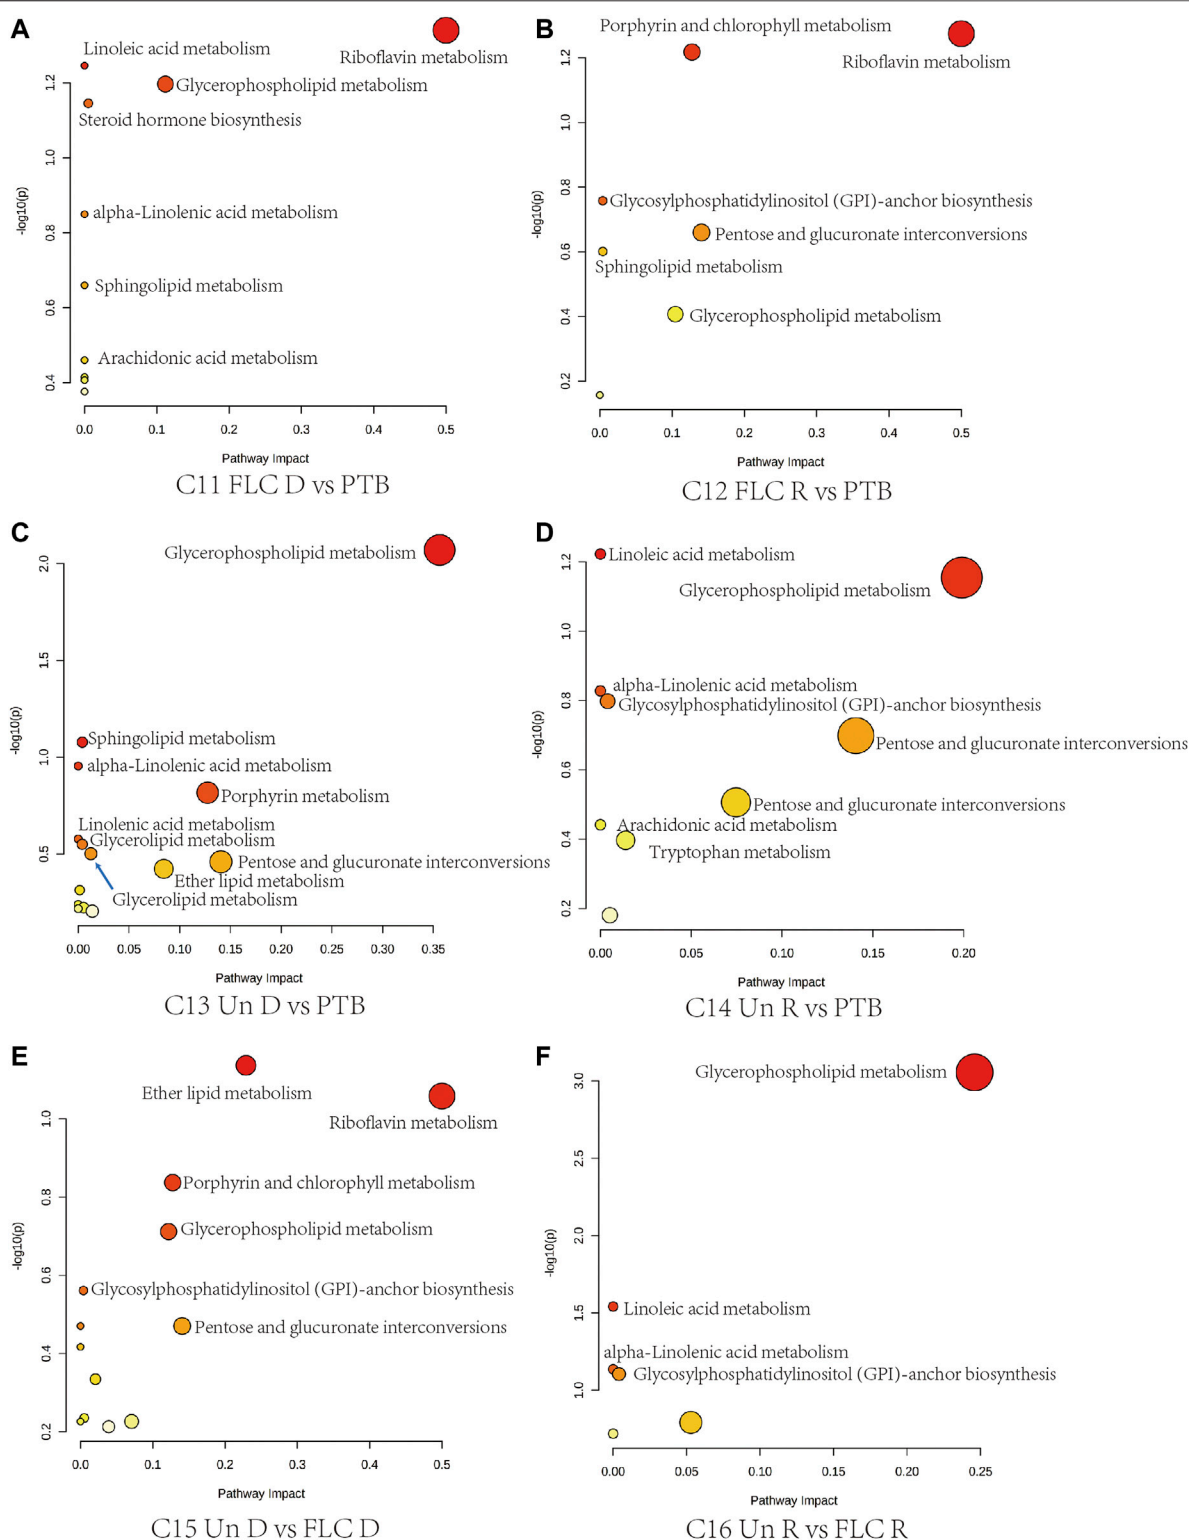 A
Linoleic acid metabolism
Riboflavin metabolism
Glycerophospholipid metabolism
Steroid hormone biosynthesis
alpha-Linolenic acid metabolism
Sphingolipid metabolism
Arachidonic acid metabolism
-log10(p)
1.2
1.0
0.8
0.6
0.4
0.0 0.1 0.2 0.3 0.4 0.5
Pathway Impact
C11 FLC D vs PTB
B
Porphyrin and chlorophyll metabolism
Riboflavin metabolism
Glycosylphosphatidylinositol (GPI)-anchor biosynthesis
Pentose and glucuronate interconversions
Sphingolipid metabolism
Glycerophospholipid metabolism
-log10(p)
1.2
1.0
0.8
0.6
0.4
0.2
0.0 0.1 0.2 0.3 0.4 0.5
Pathway Impact
C12 FLC R vs PTB
C
Glycerophospholipid metabolism
Sphingolipid metabolism
alpha-Linolenic acid metabolism
Porphyrin metabolism
Linolenic acid metabolism
Glycerolipid metabolism
Pentose and glucuronate interconversions
Ether lipid metabolism
Glycerolipid metabolism
-log10(p)
2.0
1.5
1.0
0.5
0.00 0.05 0.10 0.15 0.20 0.25 0.30 0.35
Pathway Impact
C13 Un D vs PTB
D
Linoleic acid metabolism
Glycerophospholipid metabolism
alpha-Linolenic acid metabolism
Glycosylphosphatidylinositol (GPI)-anchor biosynthesis
Pentose and glucuronate interconversions
Pentose and glucuronate interconversions
Arachidonic acid metabolism
Tryptophan metabolism
-log10(p)
1.2
1.0
0.8
0.6
0.4
0.2
0.00 0.05 0.10 0.15 0.20
Pathway Impact
C14 Un R vs PTB
E
Ether lipid metabolism
Riboflavin metabolism
Porphyrin and chlorophyll metabolism
Glycerophospholipid metabolism
Glycosylphosphatidylinositol (GPI)-anchor biosynthesis
Pentose and glucuronate interconversions
-log10(p)
1.0
0.8
0.6
0.4
0.2
0.0 0.1 0.2 0.3 0.4 0.5
Pathway Impact
C15 Un D vs FLC D
F
Glycerophospholipid metabolism
Linoleic acid metabolism
alpha-Linolenic acid metabolism
Glycosylphosphatidylinositol (GPI)-anchor biosynthesis
-log10(p)
3.0
2.5
2.0
1.5
1.0
0.00 0.05 0.10 0.15 0.20 0.25
Pathway Impact
C16 Un R vs FLC R